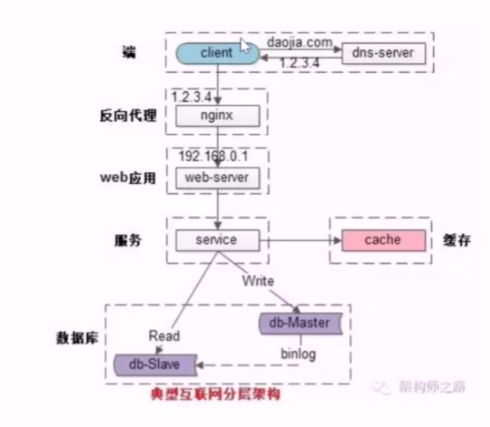 端
client
daojia.com
1.2.3.4
dns-server
1.2.3.4
反向代理
nginx
192.168.0.1
web应用
web-server
服务
service
cache
缓存
Write
db-Master
数据库
Read
binlog
db-Slave
典型互联网分层架构
架构师之路